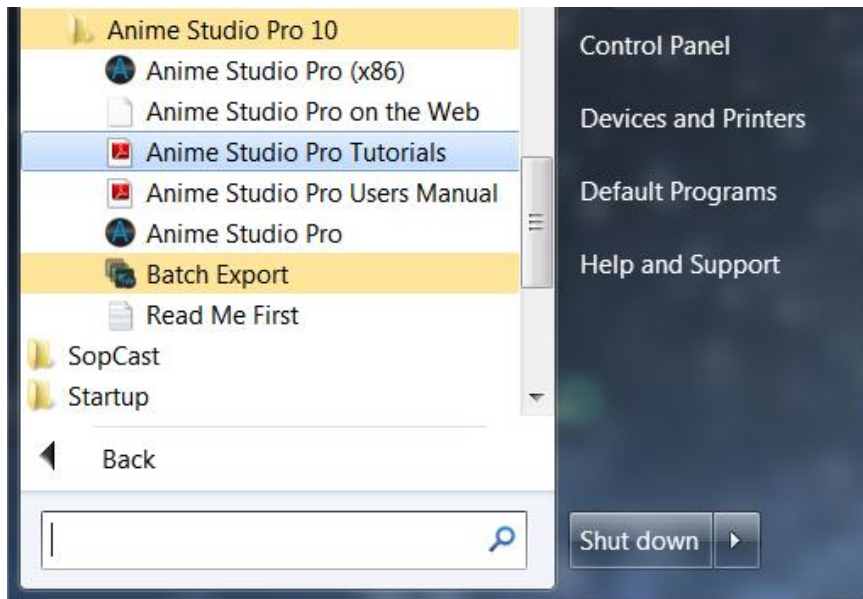 Anime Studio Pro 10
Anime Studio Pro (x86)
Anime Studio Pro on the Web
Anime Studio Pro Tutorials
Anime Studio Pro Users Manual
Anime Studio Pro
Batch Export
Read Me First
SopCast
Startup
Back
Control Panel
Devices and Printers
Default Programs
Help and Support
Shut down